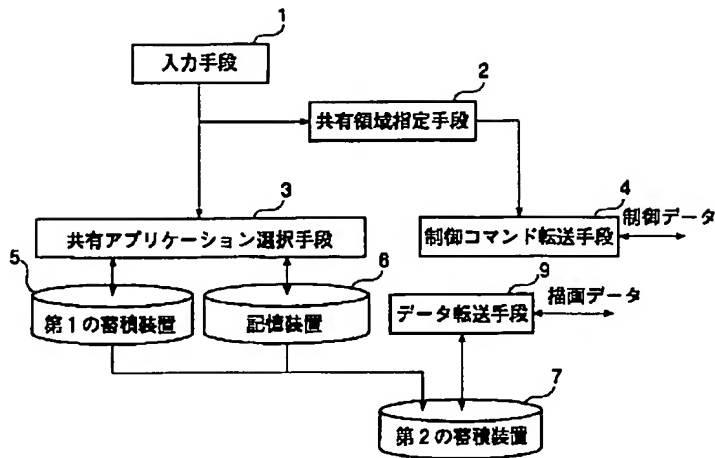 1
入力手段
2
共有領域指定手段
3
共有アプリケーション選択手段
4
制御コマンド転送手段
制御データ
5
第1の蓄積装置
6
記憶装置
9
データ転送手段
描画データ
7
第2の蓄積装置